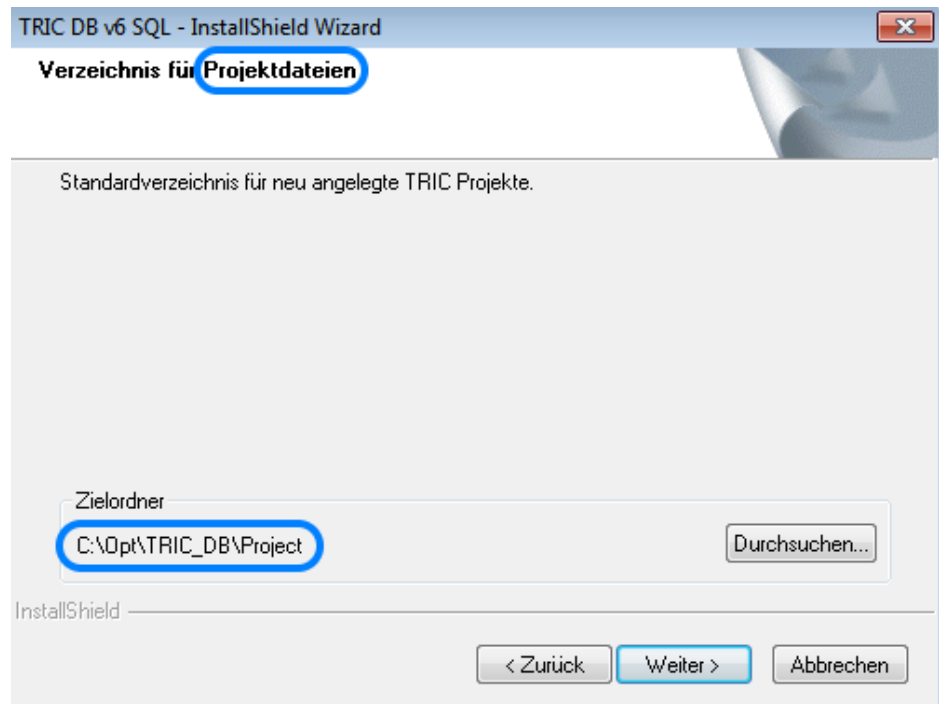 TRIC DB v6 SQL - InstallShield Wizard
Verzeichnis für Projektdateien
Standardverzeichnis für neu angelegte TRIC Projekte.
Zielordner
C:\Opt\TRIC_DB\Project
Durchsuchen...
InstallShield
< Zurück
Weiter >
Abbrechen